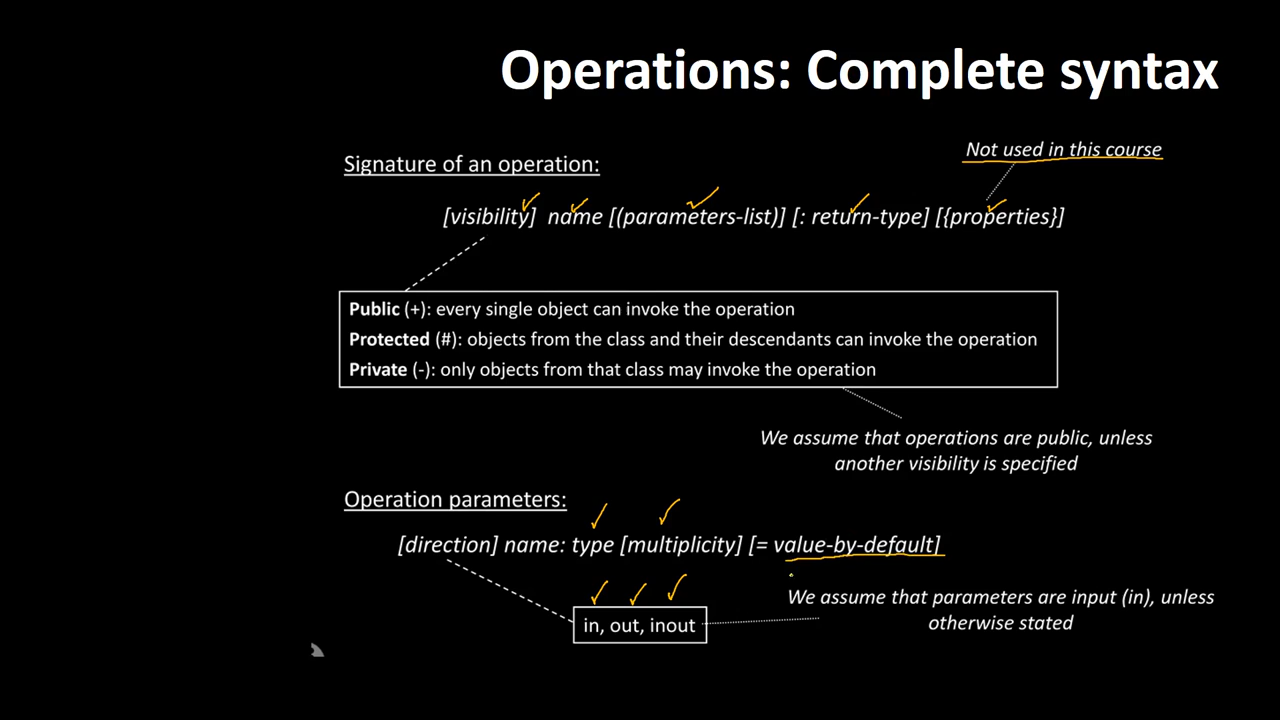 Operations: Complete syntax
Not used in this course
Signature of an operation:
[visibility] name [(parameters-list)] [: return-type] [{properties}]
Public (+): every single object can invoke the operation
Protected (#): objects from the class and their descendants can invoke the operation
Private (-): only objects from that class may invoke the operation
We assume that operations are public, unless
another visibility is specified
Operation parameters:
[direction] name: type [multiplicity] [= value-by-default]
We assume that parameters are input (in), unless
otherwise stated
in, out, inout